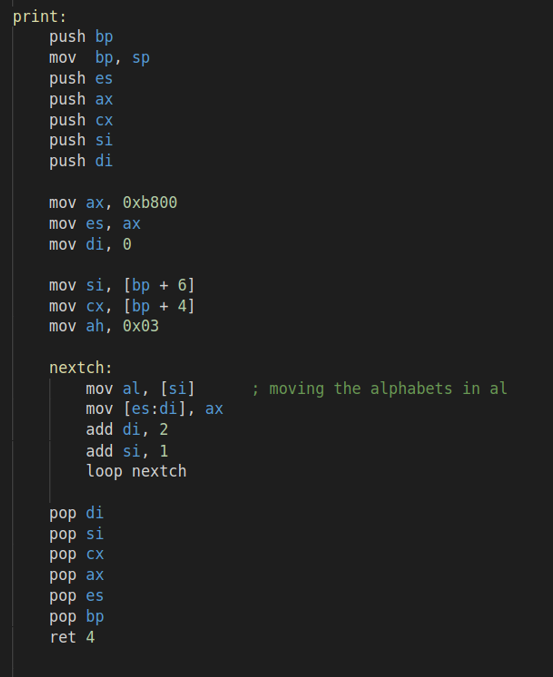 print:
    push bp
    mov  bp, sp
    push es
    push ax
    push cx
    push si
    push di

    mov ax, 0xb800
    mov es, ax
    mov di, 0

    mov si, [bp + 6]
    mov cx, [bp + 4]
    mov ah, 0x03

    nextch:
        mov al, [si]      ; moving the alphabets in al
        mov [es:di], ax
        add di, 2
        add si, 1
        loop nextch

    pop di
    pop si
    pop cx
    pop ax
    pop es
    pop bp
    ret 4